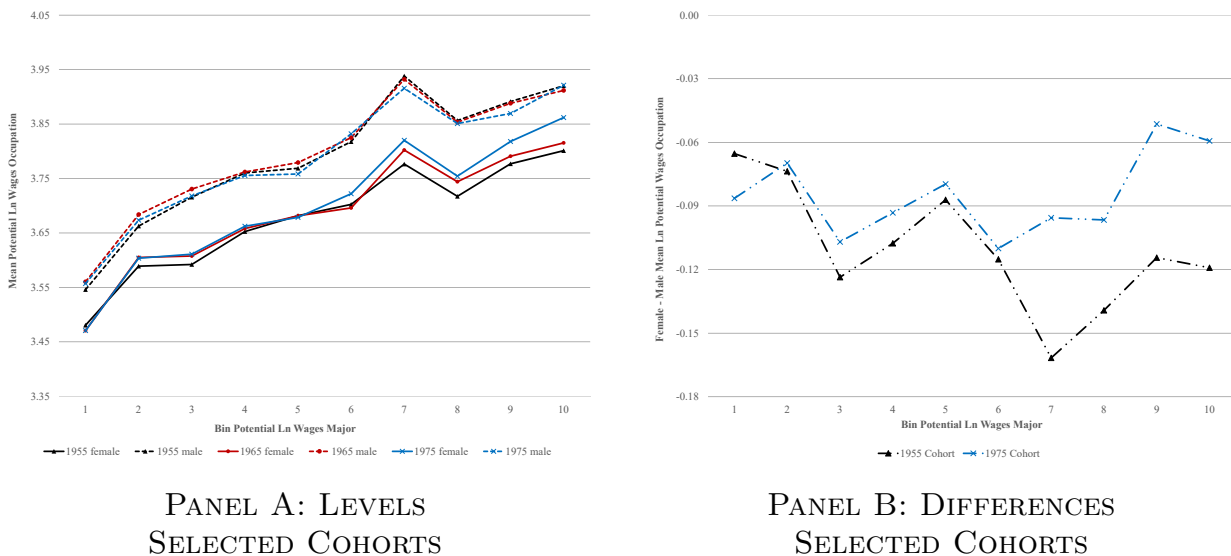 4.05
3.95
3.85
3.75
3.65
3.55
3.45
3.35
Mean Potential Ln Wages Occupation
1 2 3 4 5 6 7 8 9 10
Bin Potential Ln Wages Major
1955 female 1955 male 1965 female 1965 male 1975 female 1975 male
PANEL A: LEVELS
SELECTED COHORTS
0.00
-0.03
-0.06
-0.09
-0.12
-0.15
-0.18
Female - Male Mean Ln Potential Wages Occupation
1 2 3 4 5 6 7 8 9 10
Bin Potential Ln Wages Major
1955 Cohort 1975 Cohort
PANEL B: DIFFERENCES
SELECTED COHORTS